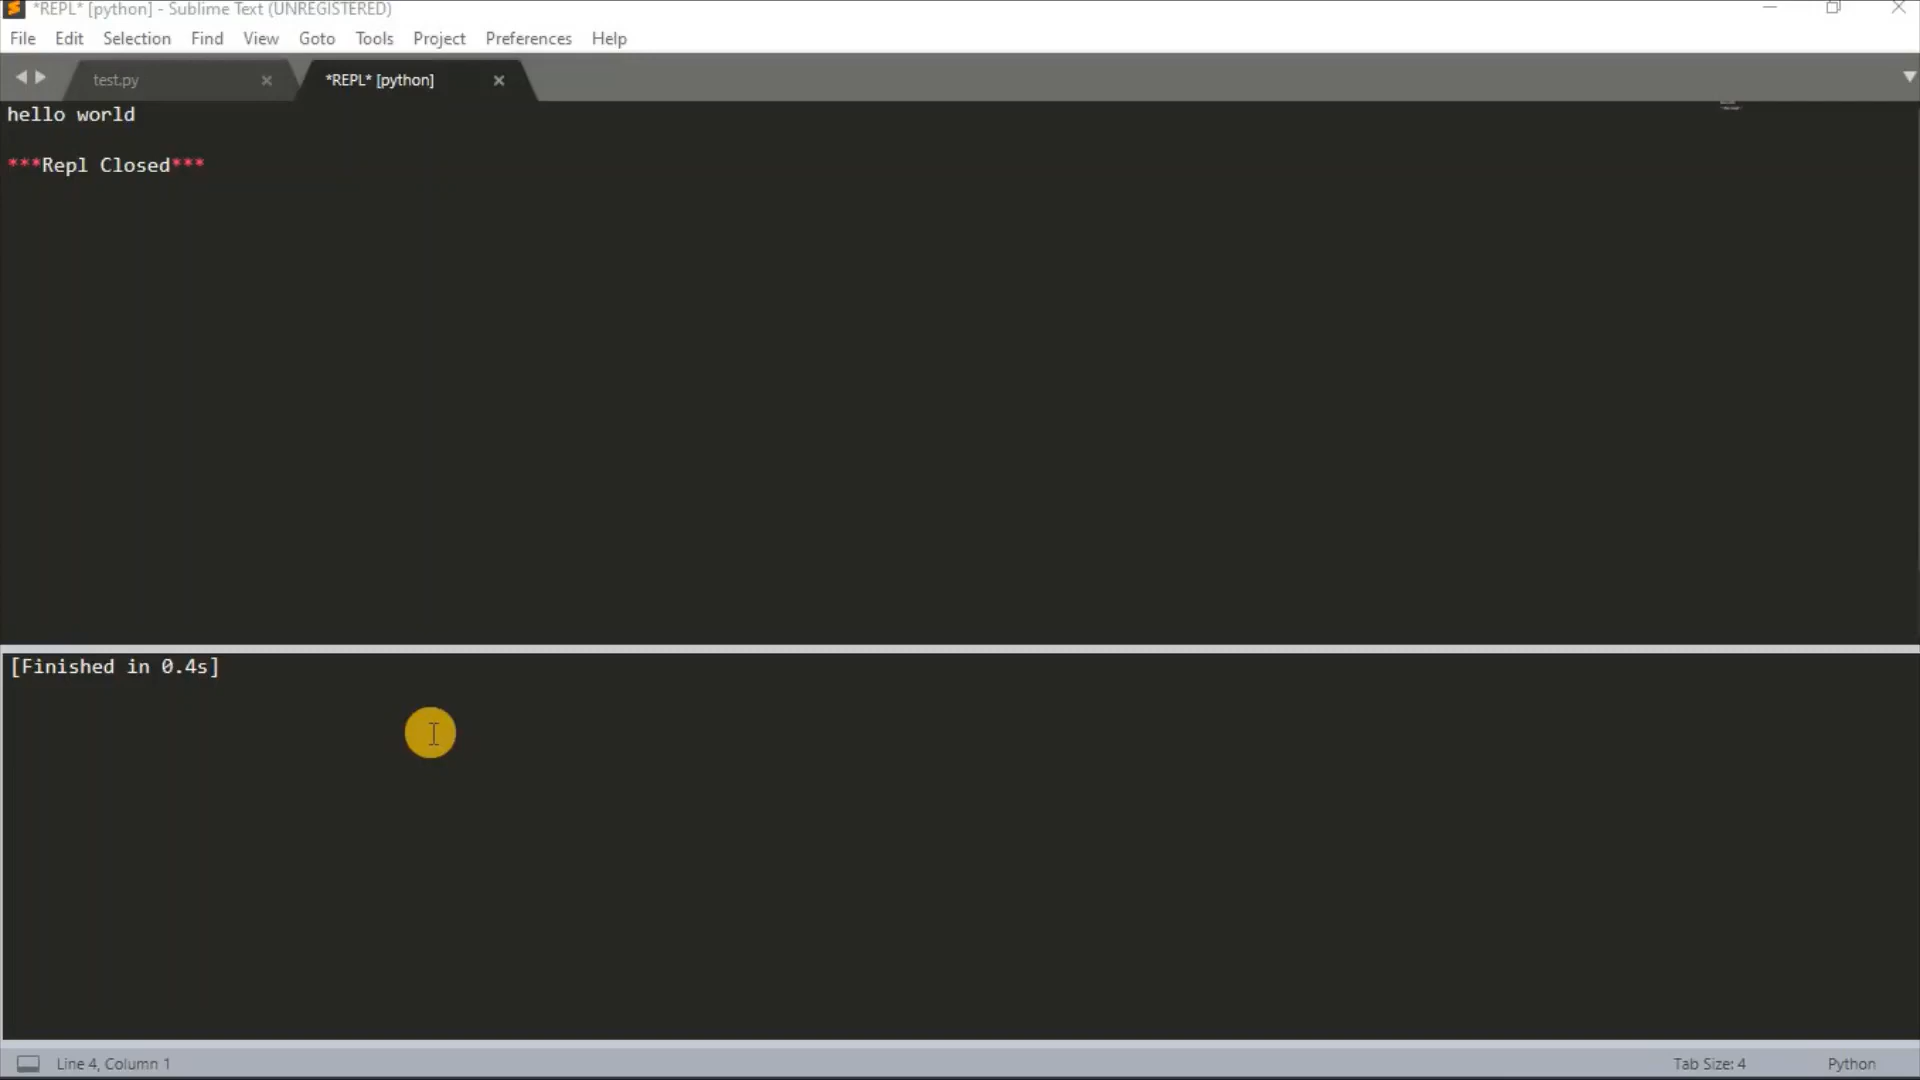 *REPL* [python] - Sublime Text (UNREGISTERED)
File Edit Selection Find View Goto Tools Project Preferences Help
test.py *REPL* [python]
hello world
***Repl Closed***
[Finished in 0.4s]
Line 4, Column 1 Tab Size: 4 Python